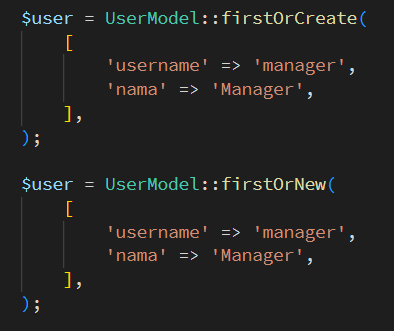 $user = UserModel::firstOrCreate(
    [
        'username' => 'manager',
        'nama' => 'Manager',
    ],
);
$user = UserModel::firstOrNew(
    [
        'username' => 'manager',
        'nama' => 'Manager',
    ],
);